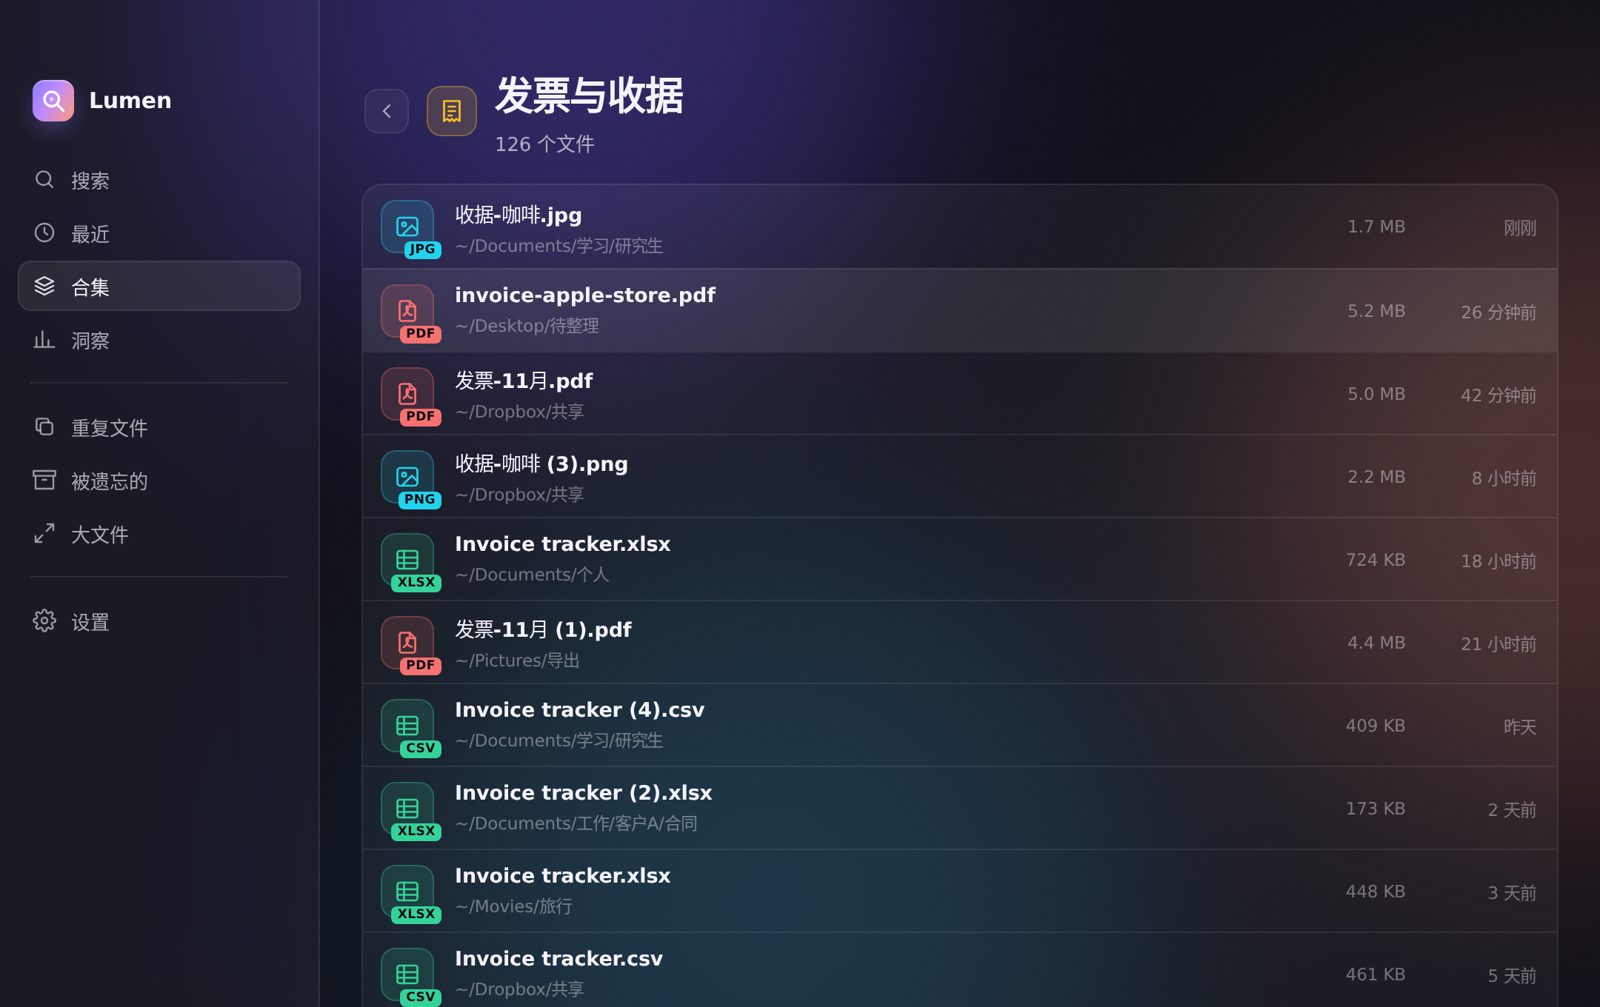 Lumen
搜索
最近
合集
洞察
重复文件
被遗忘的
大文件
设置
发票与收据
126 个文件
收据-咖啡.jpg
~/Documents/学习/研究生
JPG
1.7 MB
刚刚
invoice-apple-store.pdf
~/Desktop/待整理
PDF
5.2 MB
26 分钟前
发票-11月.pdf
~/Dropbox/共享
PDF
5.0 MB
42 分钟前
收据-咖啡 (3).png
~/Dropbox/共享
PNG
2.2 MB
8 小时前
Invoice tracker.xlsx
~/Documents/个人
XLSX
724 KB
18 小时前
发票-11月 (1).pdf
~/Pictures/导出
PDF
4.4 MB
21 小时前
Invoice tracker (4).csv
~/Documents/学习/研究生
CSV
409 KB
昨天
Invoice tracker (2).xlsx
~/Documents/工作/客户A/合同
XLSX
173 KB
2 天前
Invoice tracker.xlsx
~/Movies/旅行
XLSX
448 KB
3 天前
Invoice tracker.csv
~/Dropbox/共享
CSV
461 KB
5 天前